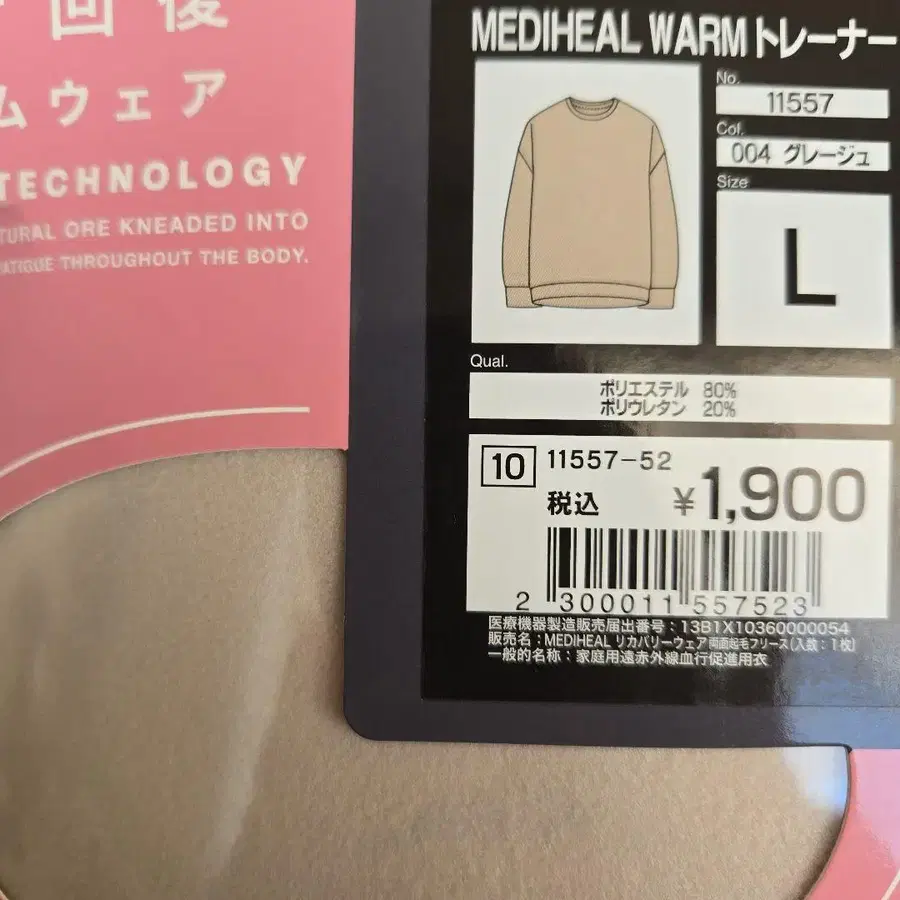 回復
ムウェア
TECHNOLOGY
TURAL ORE KNEADED INTO
FATIGUE THROUGHOUT THE BODY.
MEDIHEAL WARMトレーナー
No.
11557
Col.
004 グレージュ
Size
L
Qual.
ポリエステル 80%
ポリウレタン 20%
10 11557-52
税込 ¥1,900
2 300011 557523
医療機器製造販売届出番号：13B1X10360000054
販売名：MEDIHEAL リカバリーウェア両面起毛フリース(入数：1枚)
一般的名称：家庭用遠赤外線血行促進用衣